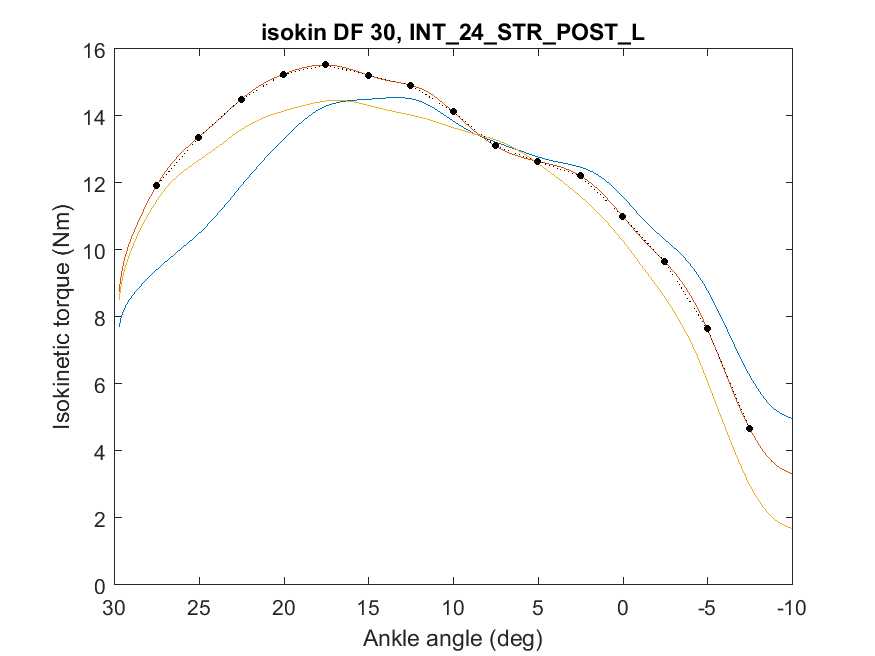 isokin DF 30, INT_24_STR_POST_L
16
14
12
10
8
6
4
2
0
Isokinetic torque (Nm)
30 25 20 15 10 5 0 -5 -10
Ankle angle (deg)